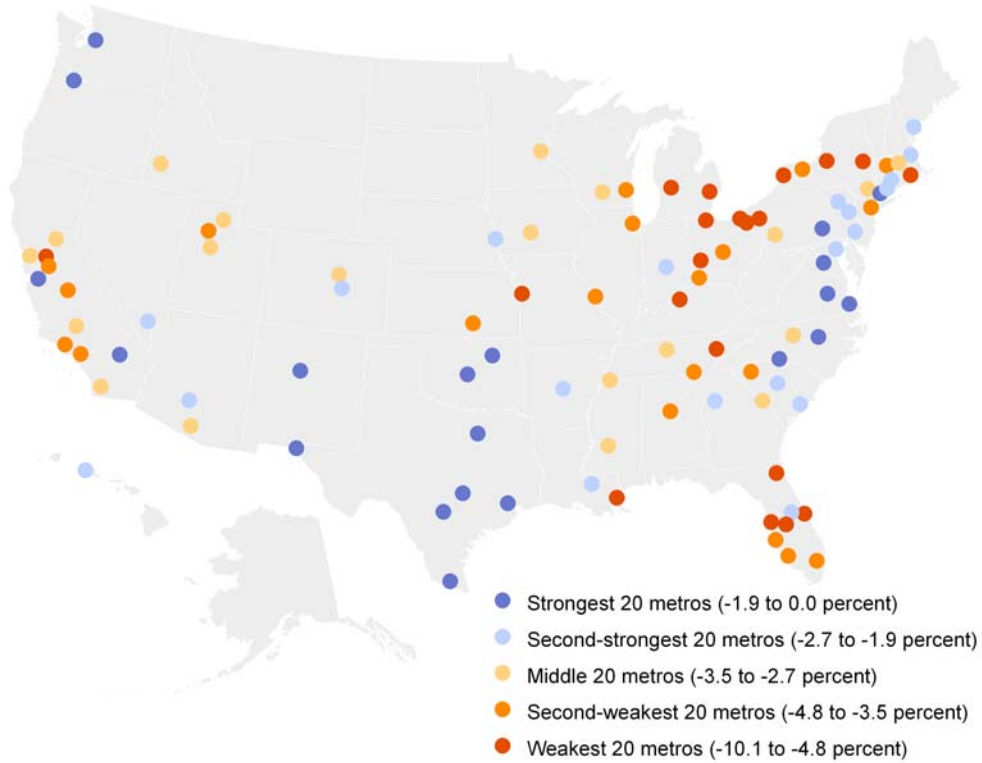 Strongest 20 metros (-1.9 to 0.0 percent)
Second-strongest 20 metros (-2.7 to -1.9 percent)
Middle 20 metros (-3.5 to -2.7 percent)
Second-weakest 20 metros (-4.8 to -3.5 percent)
Weakest 20 metros (-10.1 to -4.8 percent)